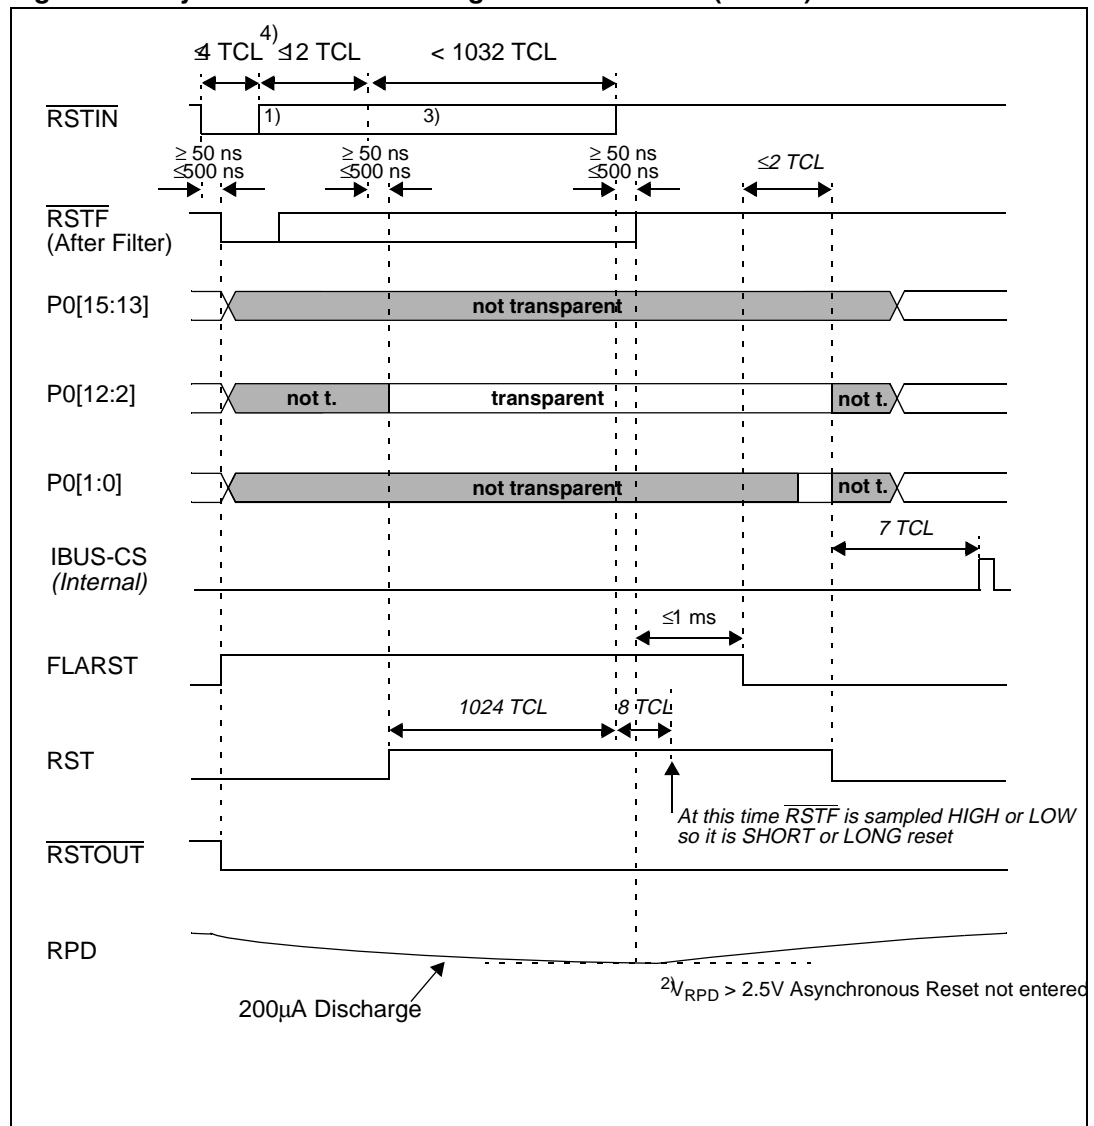 4)
≤4 TCL ≤12 TCL < 1032 TCL
RSTIN 1) 3)
≥ 50 ns ≥ 50 ns ≥ 50 ns
≤500 ns ≤500 ns ≤500 ns ≤2 TCL
RSTF
(After Filter)
P0[15:13] not transparent
P0[12:2] not t. transparent not t.
P0[1:0] not transparent not t.
7 TCL
IBUS-CS
(Internal)
≤1 ms
FLARST
1024 TCL 8 TCL
RST
At this time RSTF is sampled HIGH or LOW
so it is SHORT or LONG reset
RSTOUT
RPD
2) VRPD > 2.5V Asynchronous Reset not entered
200μA Discharge